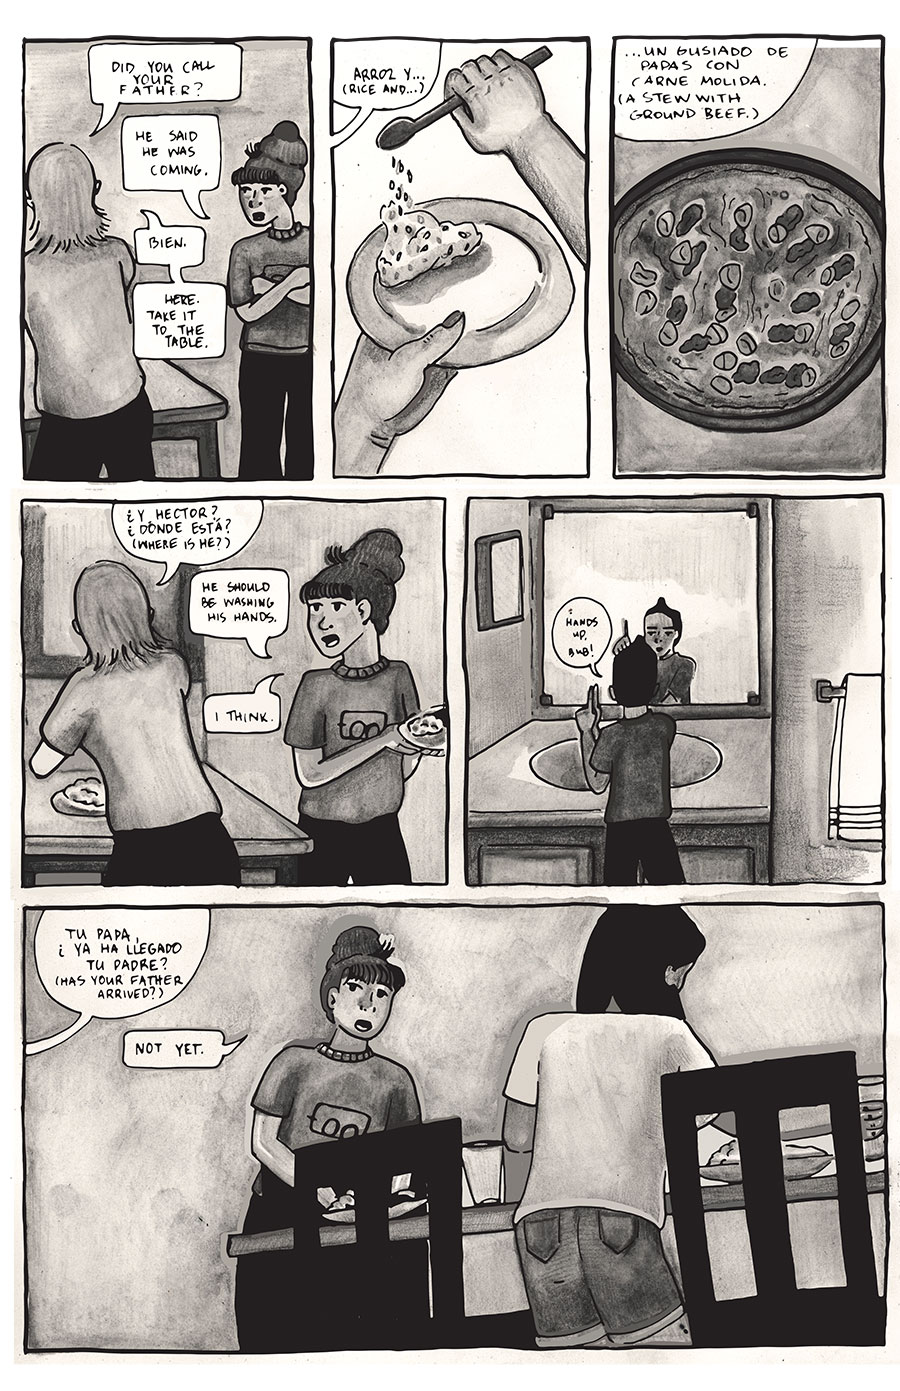 DID YOU CALL
YOUR
FATHER?
HE SAID
HE WAS
COMING.
BIEN.
HERE.
TAKE IT
TO THE
TABLE.
ARROZ Y...
(RICE AND...)
...UN GUSIADO DE
PAPAS CON
CARNE MOLIDA.
(A STEW WITH
GROUND BEEF.)
¿Y HECTOR?
¿DÓNDE ESTÁ?
(WHERE IS HE?)
HE SHOULD
BE WASHING
HIS HANDS.
I THINK.
HANDS
UP,
BUB!
TU PAPA,
¿YA HA LLEGADO
TU PADRE?
(HAS YOUR FATHER
ARRIVED?)
NOT YET.